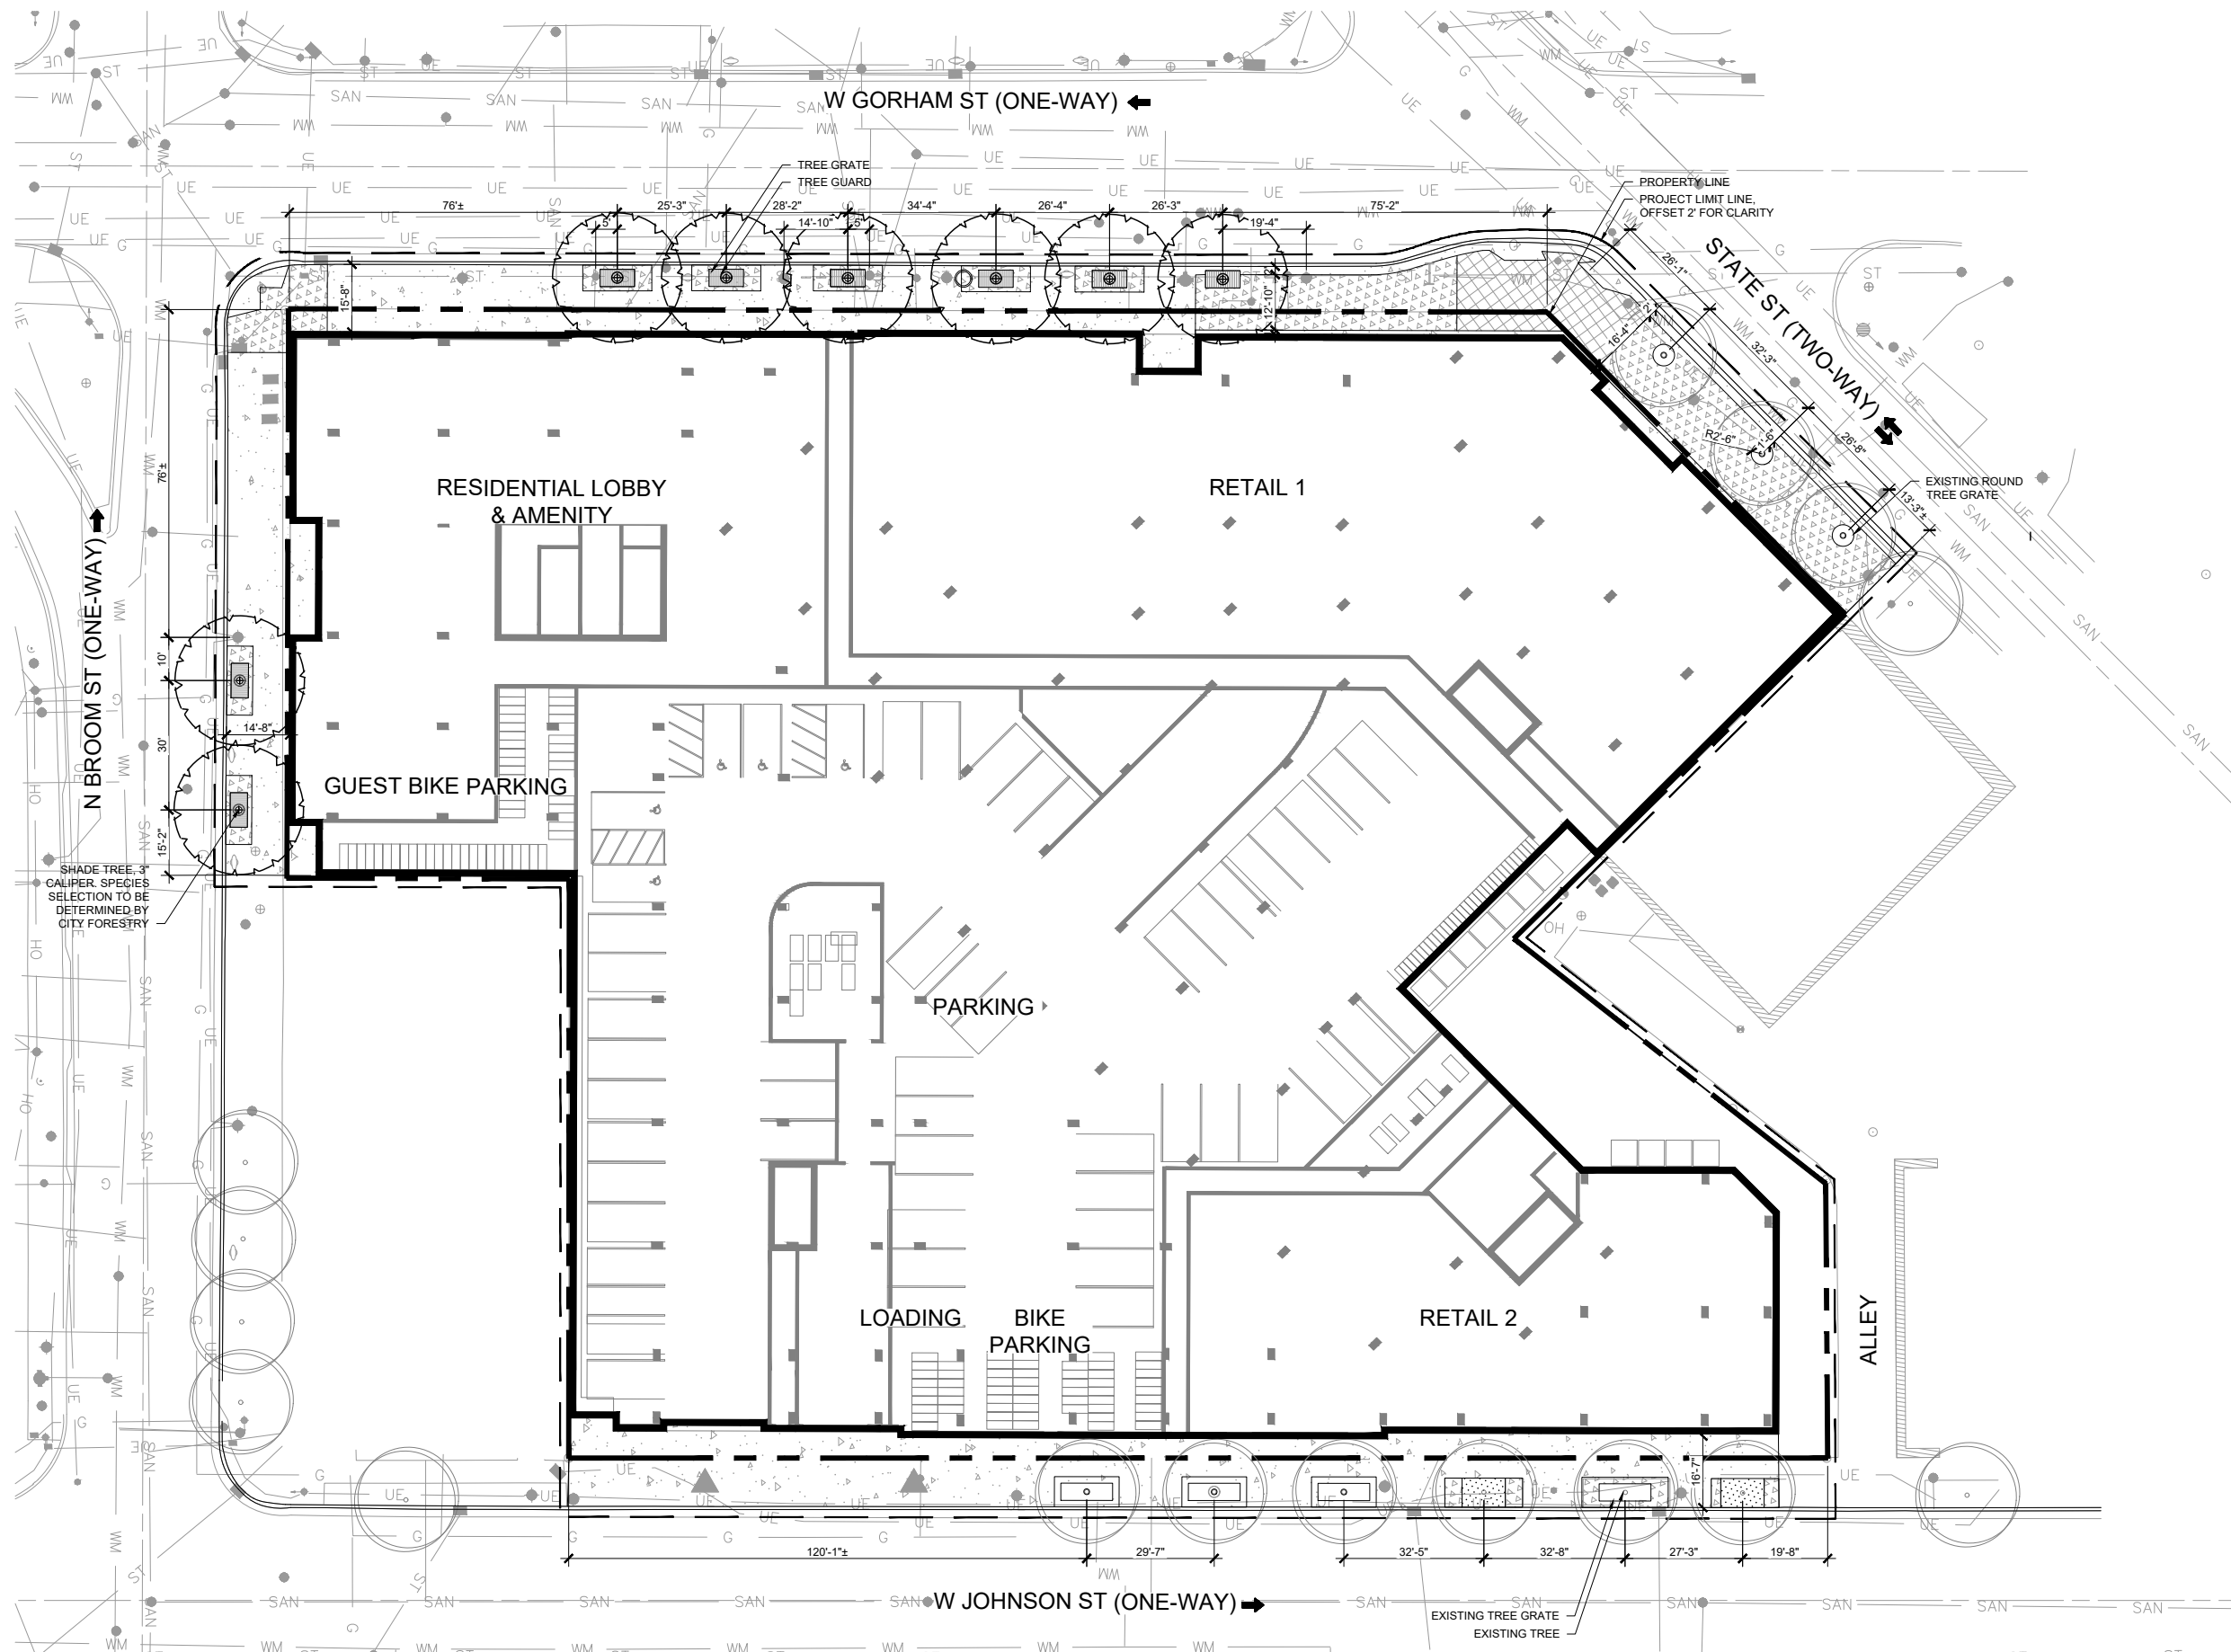 W GORHAM ST (ONE-WAY)
TREE GRATE
TREE GUARD
PROPERTY LINE
PROJECT LIMIT LINE,
OFFSET 2' FOR CLARITY
76'±
25'-3"
28'-2"
34'-4"
26'-4"
26'-3"
75'-2"
5'
14'-10"
5'
19'-4"
15'-8"
12'-10"
STATE ST (TWO-WAY)
26'-1"
2'
16'-4"
32'-3"
R2'-6"
1'-6"
26'-8"
13'-3"±
EXISTING ROUND
TREE GRATE
N BROOM ST (ONE-WAY)
76'±
10'
30'
14'-8"
15'-2"
SHADE TREE, 3"
CALIPER. SPECIES
SELECTION TO BE
DETERMINED BY
CITY FORESTRY
RESIDENTIAL LOBBY
& AMENITY
RETAIL 1
GUEST BIKE PARKING
PARKING
LOADING
BIKE
PARKING
RETAIL 2
ALLEY
16'-7"
120'-1"±
29'-7"
32'-5"
32'-8"
27'-3"
19'-8"
W JOHNSON ST (ONE-WAY)
EXISTING TREE GRATE
EXISTING TREE